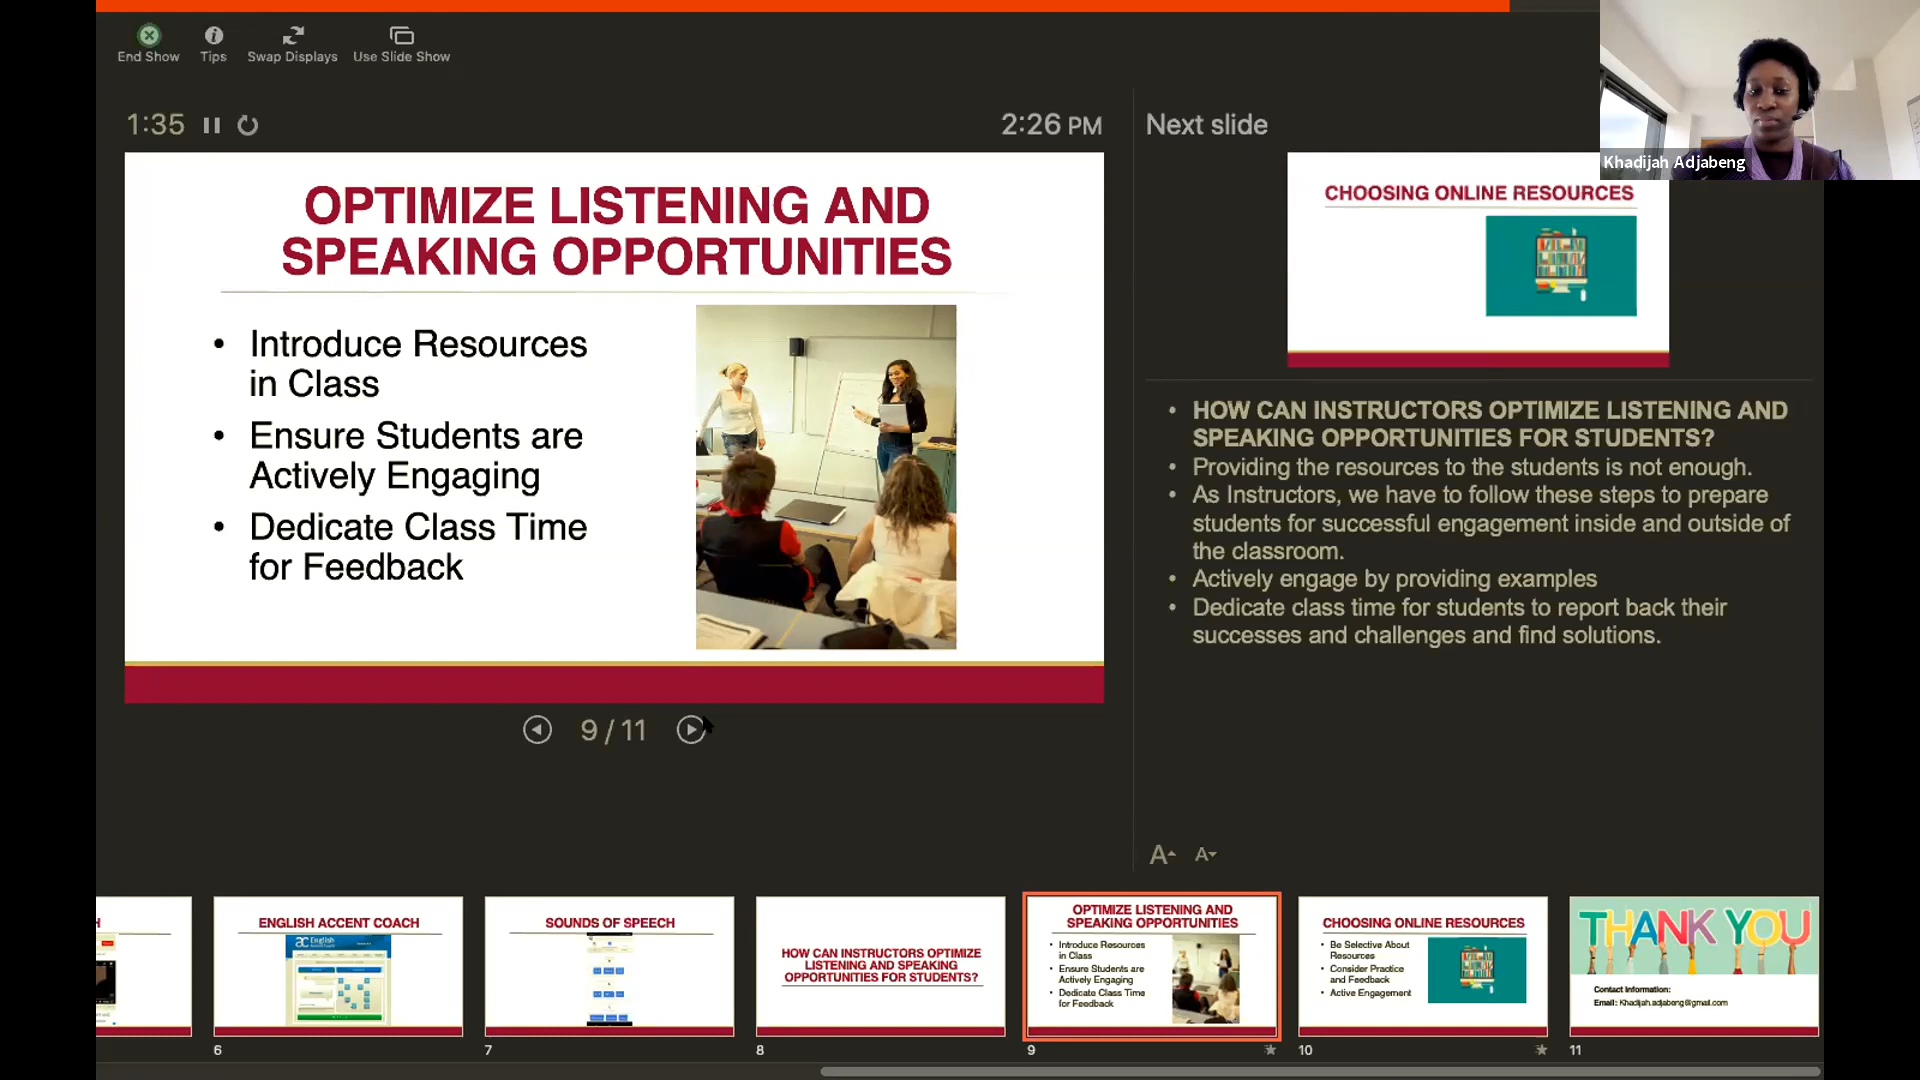 End Show
Tips
Swap Displays
Use Slide Show
1:35
2:26 PM
Next slide
Khadijah Adjabeng
OPTIMIZE LISTENING AND
SPEAKING OPPORTUNITIES
• Introduce Resources
in Class
• Ensure Students are
Actively Engaging
• Dedicate Class Time
for Feedback
9 / 11
CHOOSING ONLINE RESOURCES
• HOW CAN INSTRUCTORS OPTIMIZE LISTENING AND
SPEAKING OPPORTUNITIES FOR STUDENTS?
• Providing the resources to the students is not enough.
• As Instructors, we have to follow these steps to prepare
students for successful engagement inside and outside of
the classroom.
• Actively engage by providing examples
• Dedicate class time for students to report back their
successes and challenges and find solutions.
A
A
ENGLISH ACCENT COACH
ac English
6
SOUNDS OF SPEECH
7
HOW CAN INSTRUCTORS OPTIMIZE
LISTENING AND SPEAKING
OPPORTUNITIES FOR STUDENTS?
8
OPTIMIZE LISTENING AND
SPEAKING OPPORTUNITIES
• Introduce Resources
in Class
• Ensure Students are
Actively Engaging
• Dedicate Class Time
for Feedback
9
CHOOSING ONLINE RESOURCES
• Be Selective About
Resources
• Consider Practice
and Feedback
• Active Engagement
10
THANK YOU
Contact Information:
Email: Khadijah.adjabeng@gmail.com
11